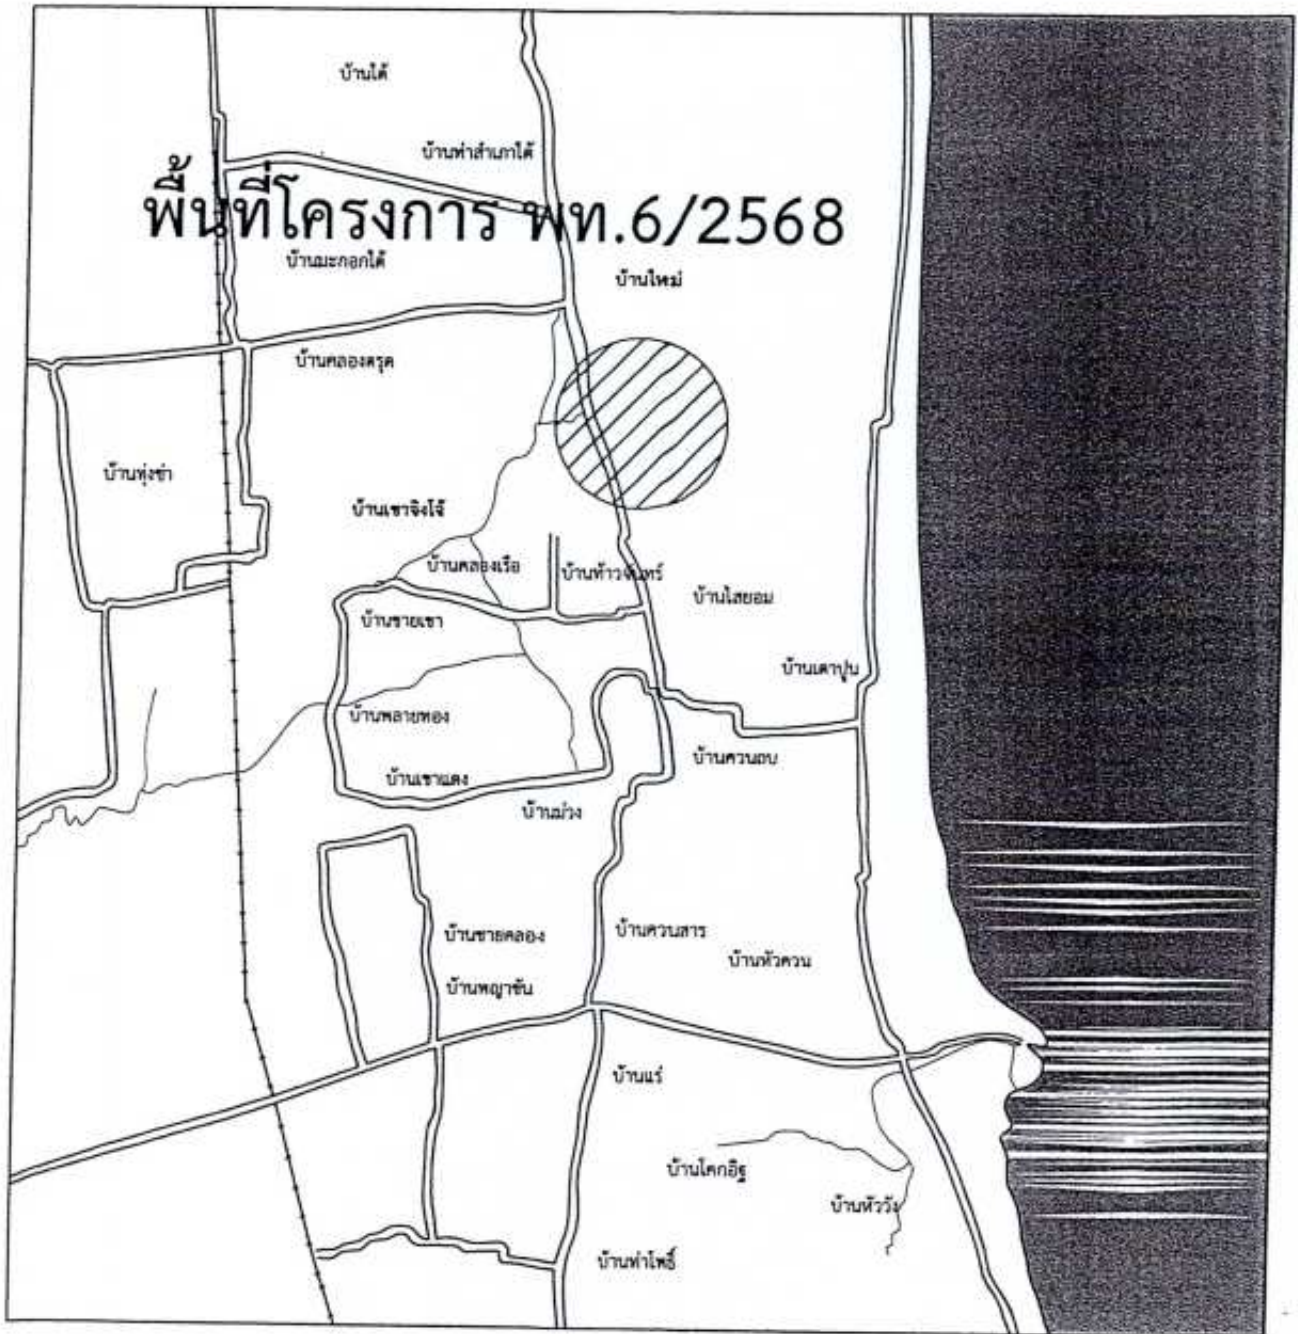 บ้านใต้
บ้านท่าสำเภาใต้
พื้นที่โครงการ พท.6/2568
บ้านมะกอกใต้
บ้านใหม่
บ้านคลองครุด
บ้านทุ่งข่า
บ้านเขาจิงโจ้
บ้านคลองเรือ
บ้านท้าวจันทร์
บ้านไสยอม
บ้านชายเขา
บ้านเตาปูน
บ้านพลายทอง
บ้านควนถบ
บ้านเขาแดง
บ้านม่วง
บ้านชายคลอง
บ้านควนสาร
บ้านหัวควน
บ้านพญาขัน
บ้านแร่
บ้านโคกอิฐ
บ้านหัววัง
บ้านท่าโพธิ์